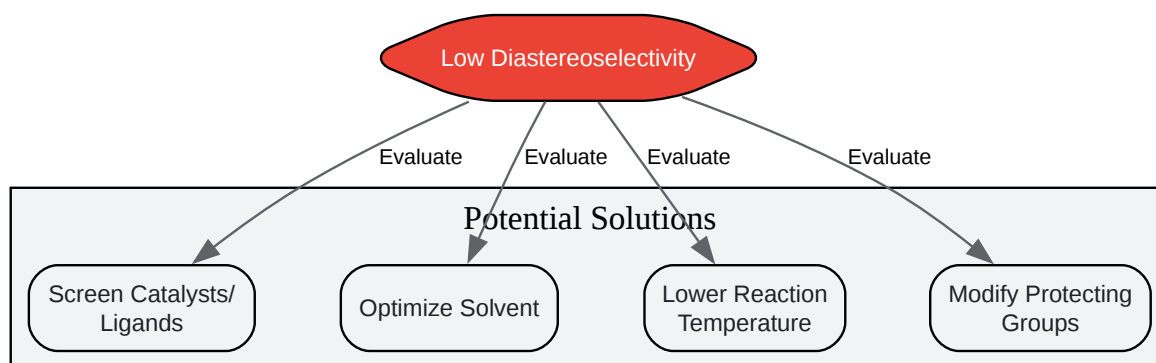 Low Diastereoselectivity
Evaluate
Evaluate
Evaluate
Evaluate
Potential Solutions
Screen Catalysts/
Ligands
Optimize Solvent
Lower Reaction
Temperature
Modify Protecting
Groups